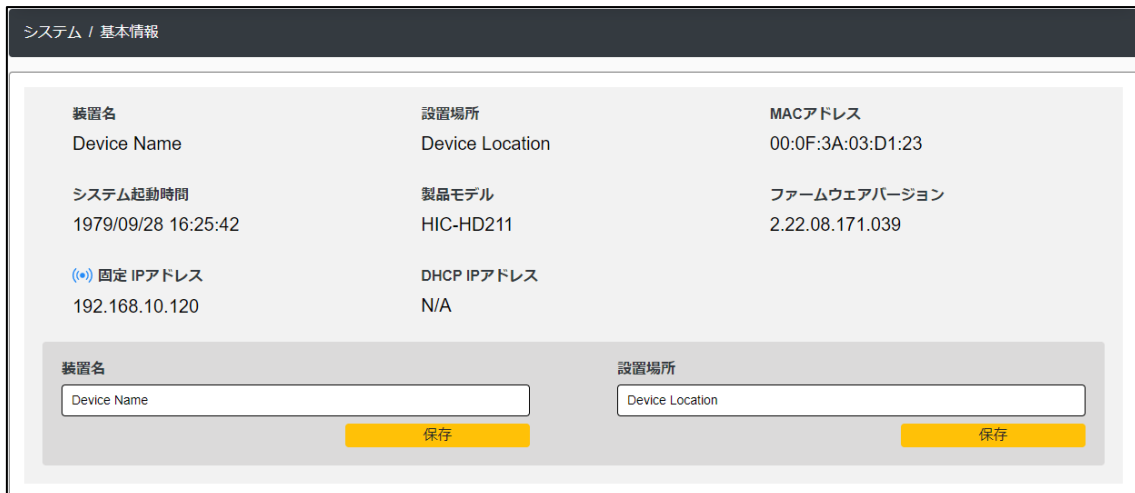 システム / 基本情報
装置名
Device Name
設置場所
Device Location
MACアドレス
00:0F:3A:03:D1:23
システム起動時間
1979/09/28 16:25:42
製品モデル
HIC-HD211
ファームウェアバージョン
2.22.08.171.039
固定 IPアドレス
192.168.10.120
DHCP IPアドレス
N/A
装置名
Device Name
保存
設置場所
Device Location
保存